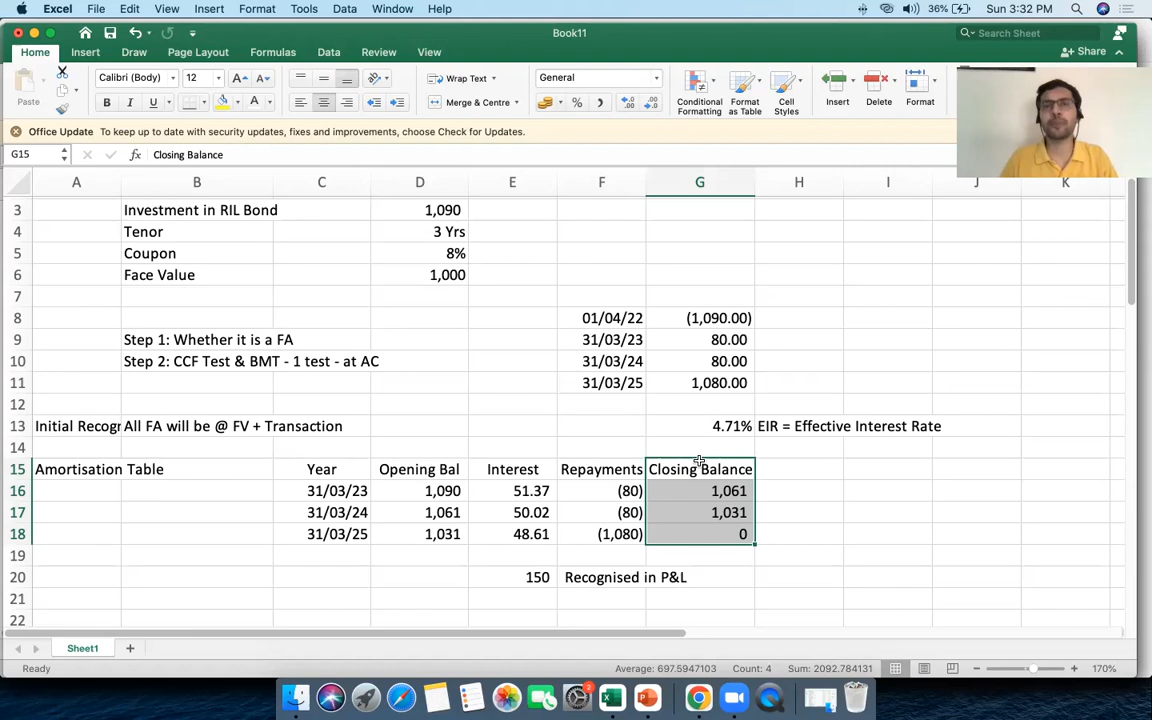 Excel File Edit View Insert Format Tools Data Window Help 36% Sun 3:32 PM
Book11 Search Sheet
Home Insert Draw Page Layout Formulas Data Review View Share
Paste Calibri (Body) 12 A A Wrap Text General Conditional Formatting Format as Table Cell Styles Insert Delete Format
B I U A Merge & Centre %
Office Update To keep up to date with security updates, fixes and improvements, choose Check for Updates.
G15 fx Closing Balance
A B C D E F G H I J K
3 Investment in RIL Bond 1,090
4 Tenor 3 Yrs
5 Coupon 8%
6 Face Value 1,000
7
8 01/04/22 (1,090.00)
9 Step 1: Whether it is a FA 31/03/23 80.00
10 Step 2: CCF Test & BMT - 1 test - at AC 31/03/24 80.00
11 31/03/25 1,080.00
12
13 Initial Recogr All FA will be @ FV + Transaction 4.71% EIR = Effective Interest Rate
14
15 Amortisation Table Year Opening Bal Interest Repayments Closing Balance
16 31/03/23 1,090 51.37 (80) 1,061
17 31/03/24 1,061 50.02 (80) 1,031
18 31/03/25 1,031 48.61 (1,080) 0
19
20 150 Recognised in P&L
21
22
Sheet1
Ready Average: 697.5947103 Count: 4 Sum: 2092.784131 170%